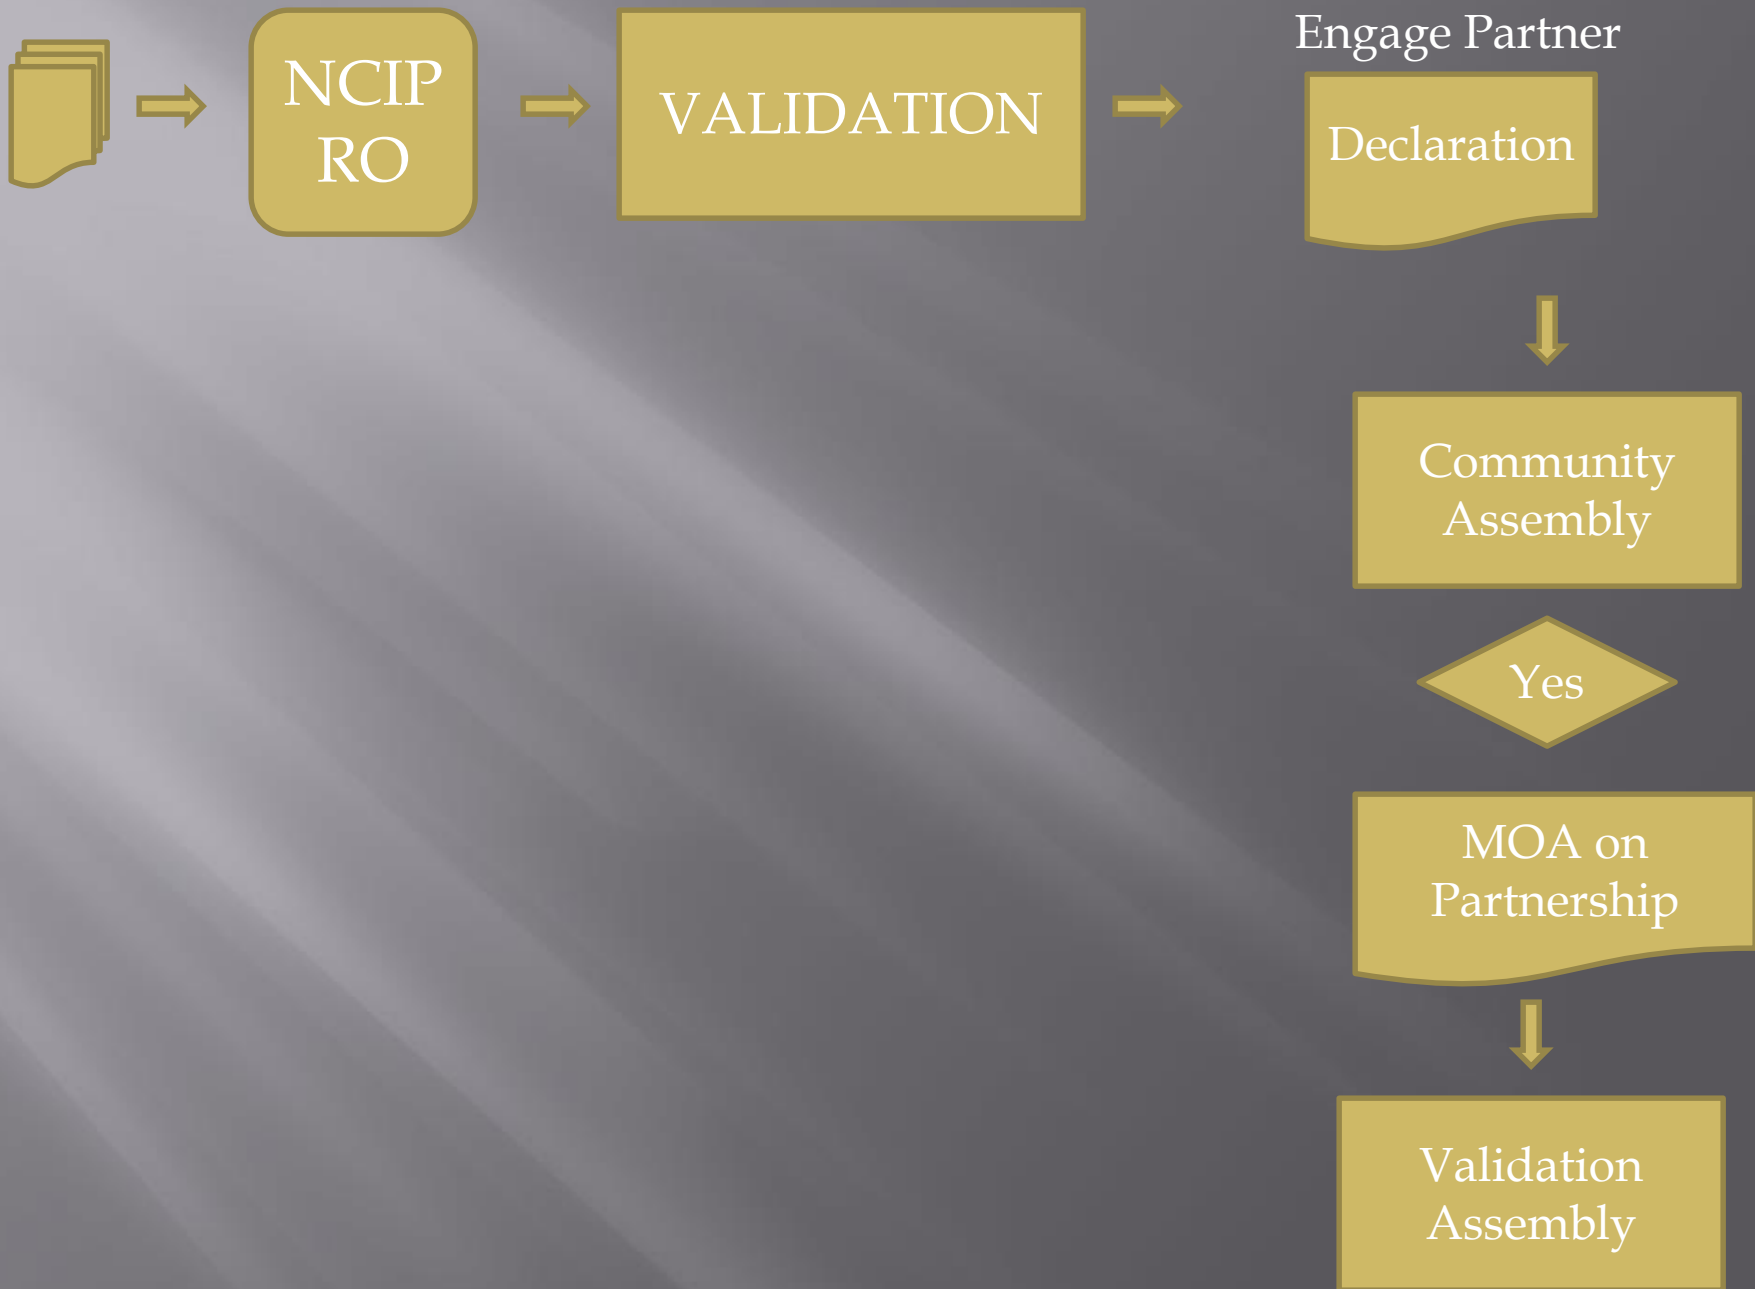 NCIP
RO
VALIDATION
Engage Partner
Declaration
Community
Assembly
Yes
MOA on
Partnership
Validation
Assembly